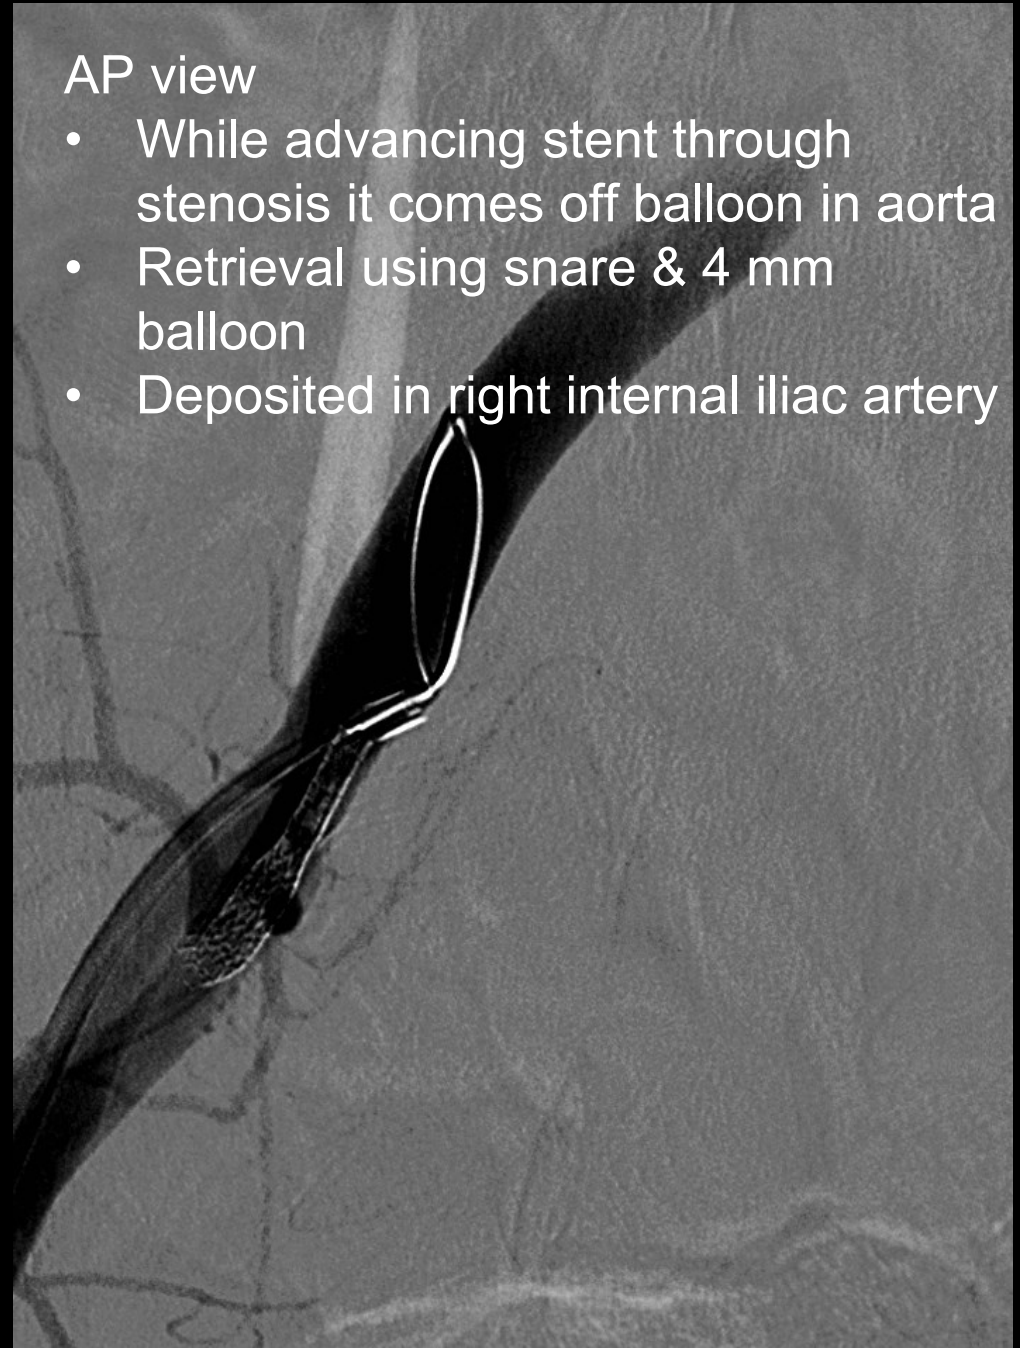 AP view
• While advancing stent through
stenosis it comes off balloon in aorta
• Retrieval using snare & 4 mm
balloon
• Deposited in right internal iliac artery